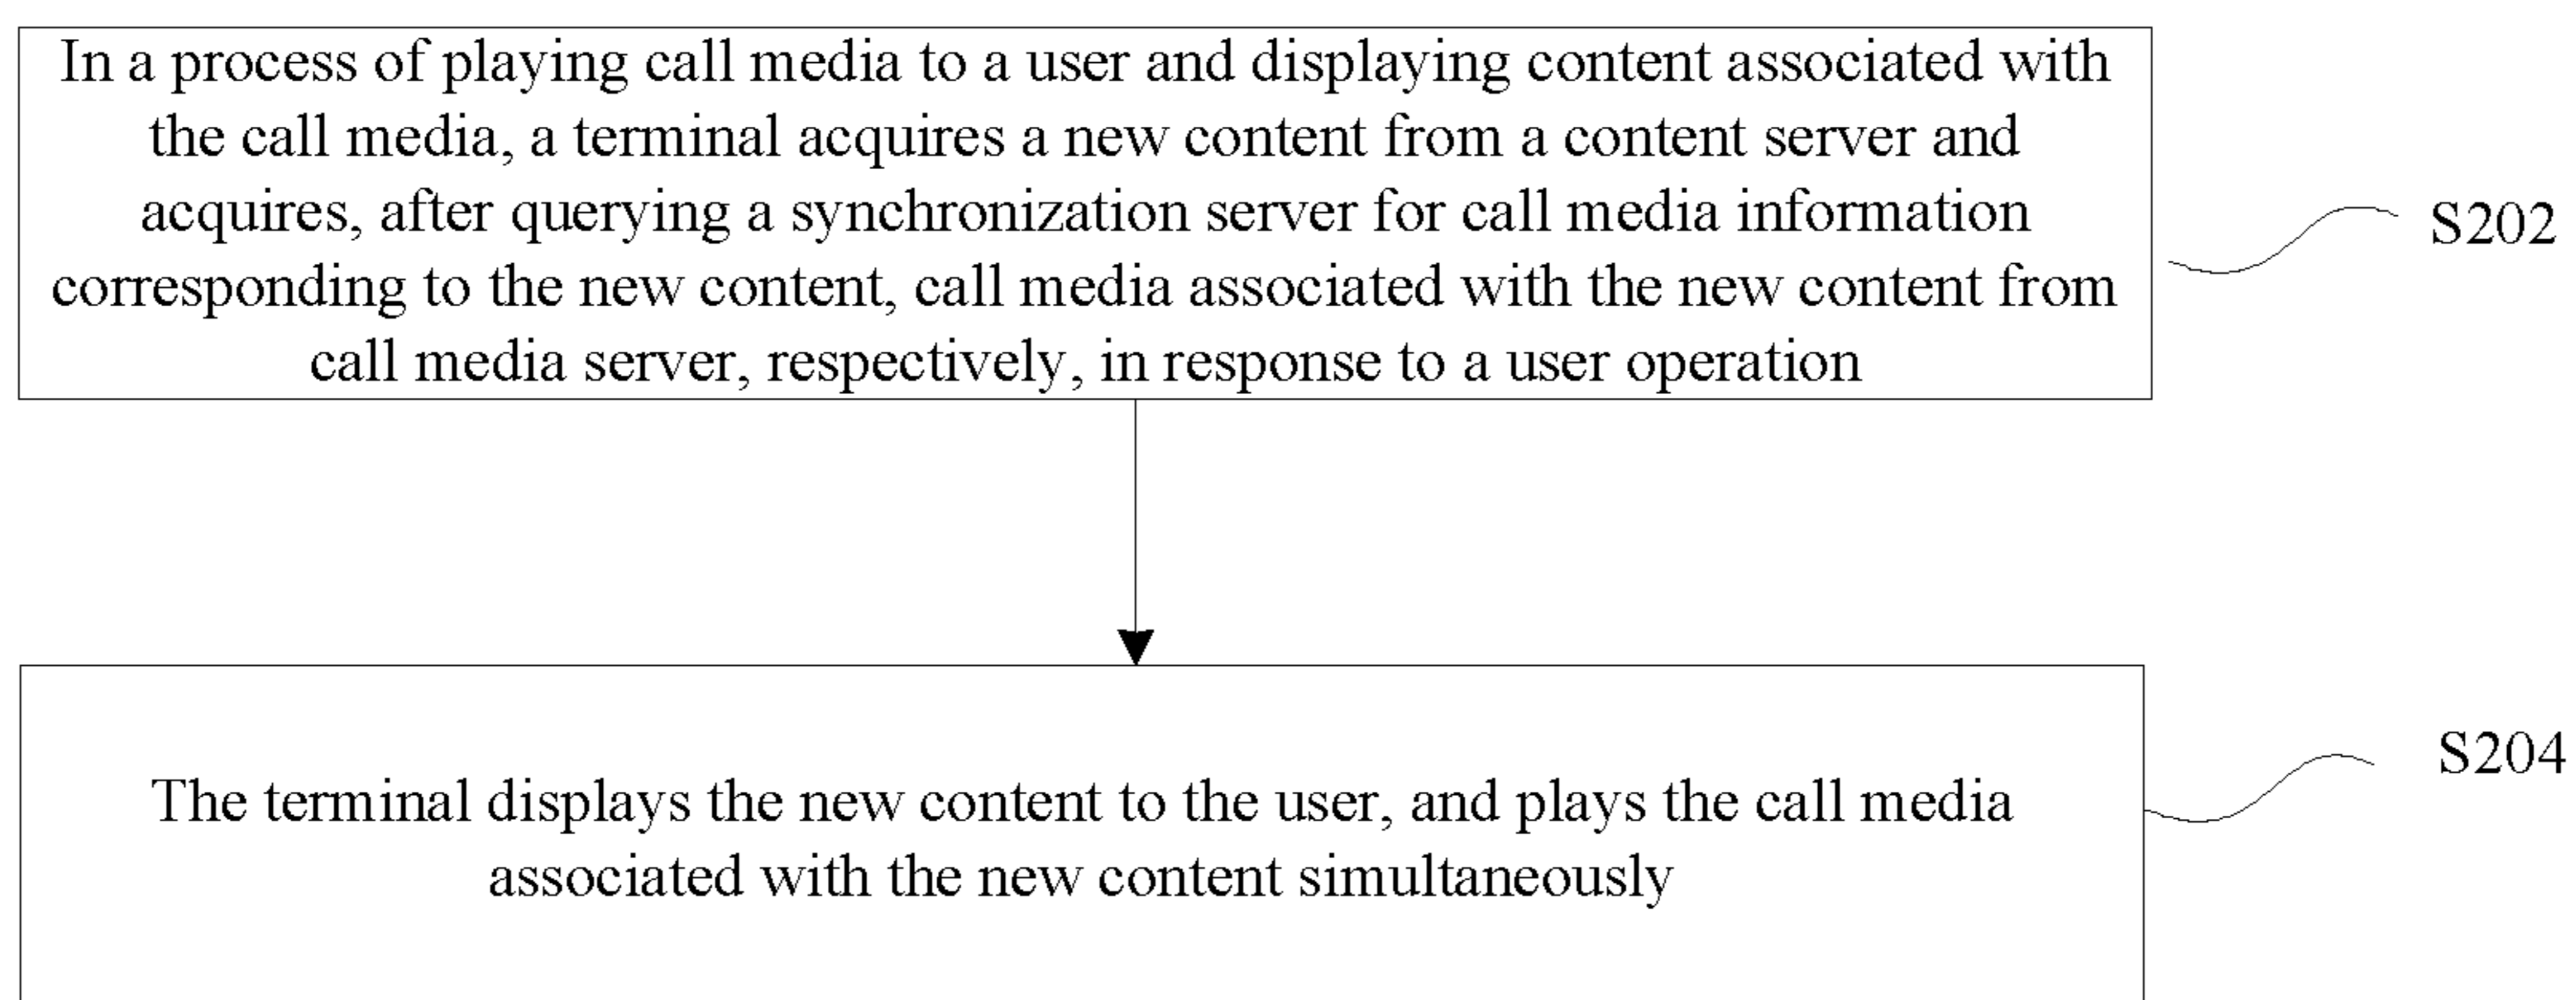 In a process of playing call media to a user and displaying content associated with
the call media, a terminal acquires a new content from a content server and
acquires, after querying a synchronization server for call media information
corresponding to the new content, call media associated with the new content from
call media server, respectively, in response to a user operation
S202
The terminal displays the new content to the user, and plays the call media
associated with the new content simultaneously
S204